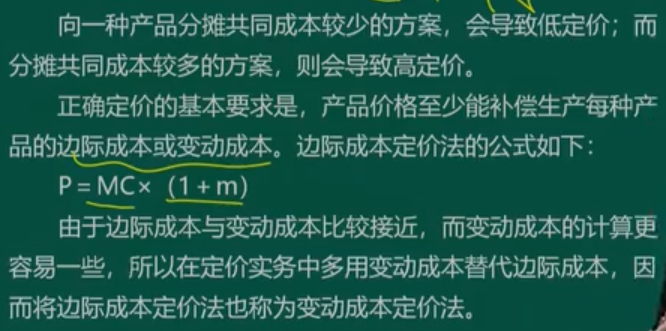 向一种产品分摊共同成本较少的方案，会导致低定价；而
分摊共同成本较多的方案，则会导致高定价。
正确定价的基本要求是，产品价格至少能补偿生产每种产
品的边际成本或变动成本。边际成本定价法的公式如下：
P = MC×（1 + m）
由于边际成本与变动成本比较接近，而变动成本的计算更
容易一些，所以在定价实务中多用变动成本替代边际成本，因
而将边际成本定价法也称为变动成本定价法。